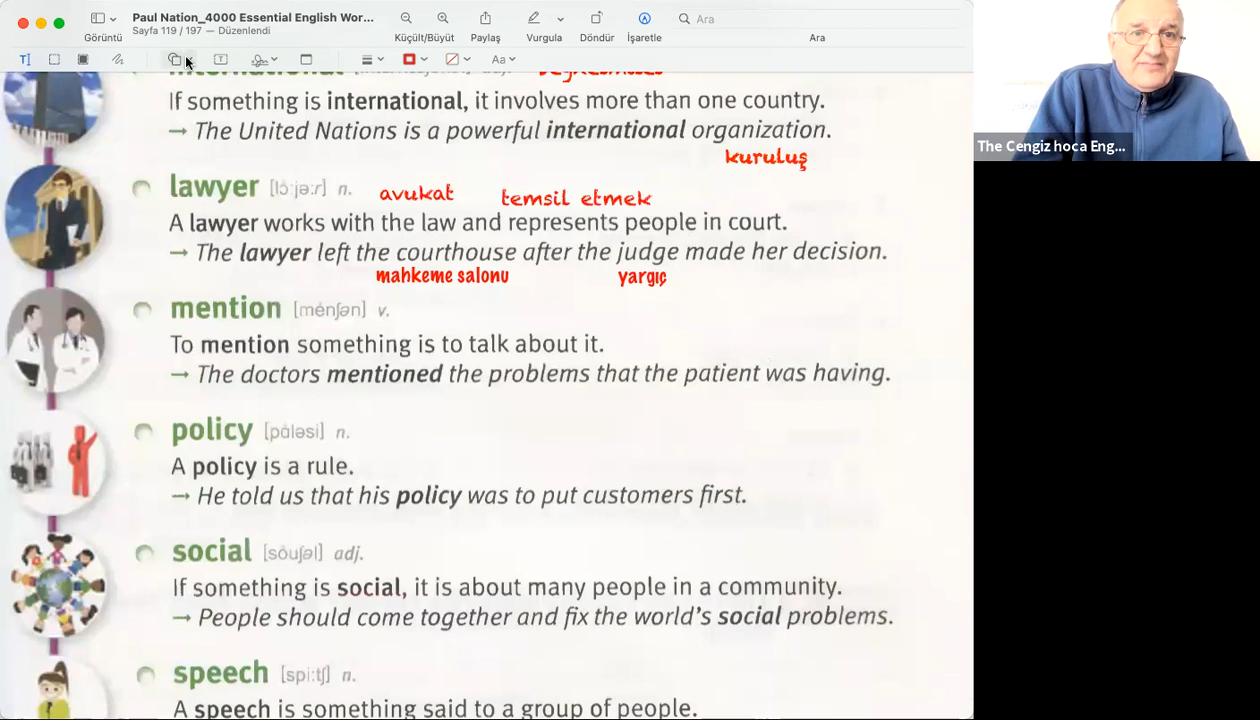 Paul Nation_4000 Essential English Wor...
Sayfa 119 / 197 — Düzenlendi
Görüntü
Küçült/Büyüt
Paylaş
Vurgula
Döndür
İşaretle
Ara
Ara
Aa
If something is international, it involves more than one country.
→ The United Nations is a powerful international organization.
kuruluş
lawyer [lɔ́ːjəːr] n. avukat temsil etmek
A lawyer works with the law and represents people in court.
→ The lawyer left the courthouse after the judge made her decision.
mahkeme salonu yargıç
mention [ménʃən] v.
To mention something is to talk about it.
→ The doctors mentioned the problems that the patient was having.
policy [páləsi] n.
A policy is a rule.
→ He told us that his policy was to put customers first.
social [sóuʃəl] adj.
If something is social, it is about many people in a community.
→ People should come together and fix the world's social problems.
speech [spiːtʃ] n.
A speech is something said to a group of people.
The Cengiz hoca Eng...